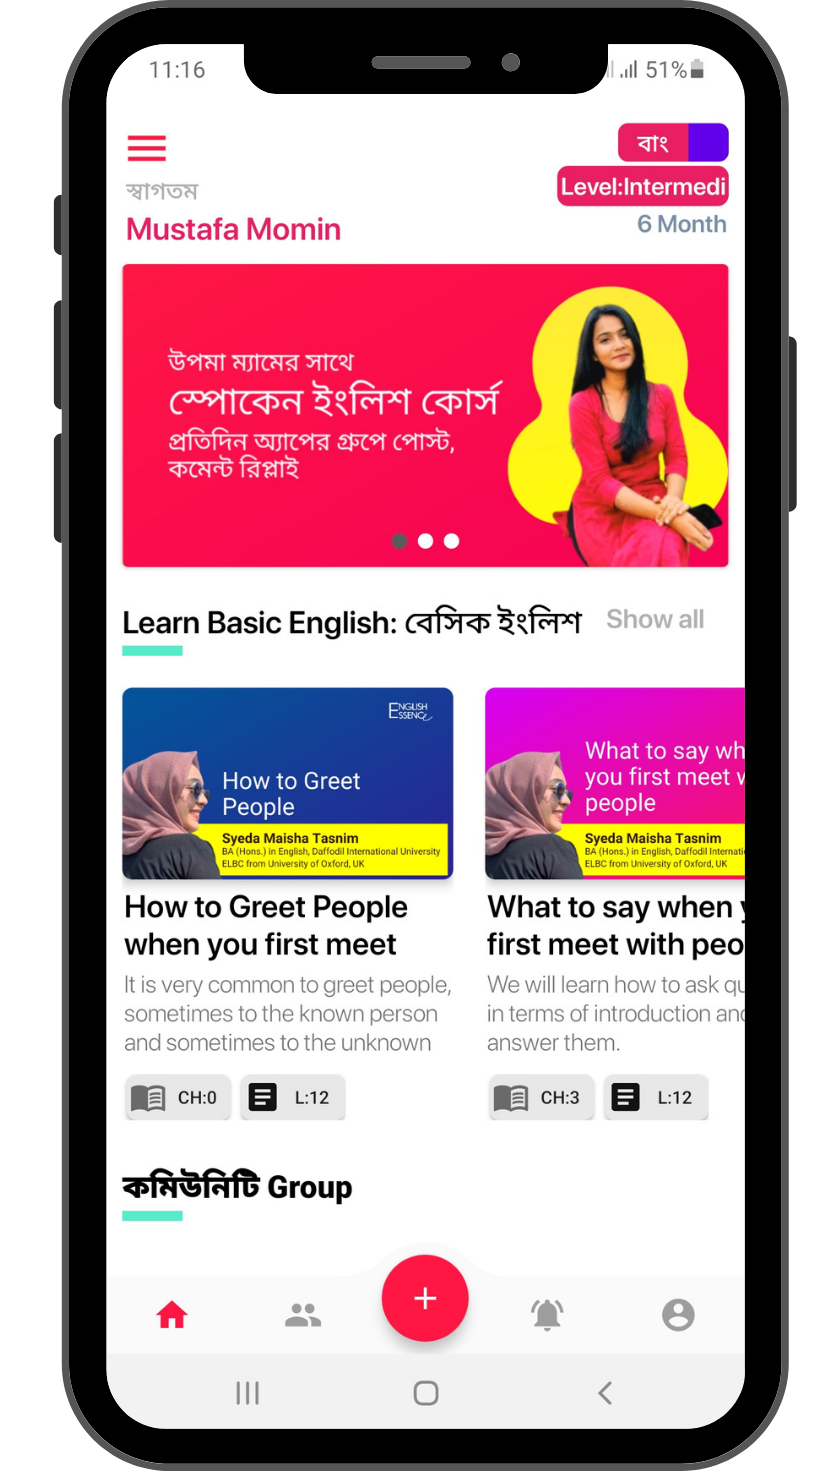 11:16
51%
বাং
স্বাগতম
Level:Intermedi
Mustafa Momin
6 Month
উপমা ম্যামের সাথে
স্পোকেন ইংলিশ কোর্স
প্রতিদিন অ্যাপের গ্রুপে পোস্ট,
কমেন্ট রিপ্লাই
Learn Basic English: বেসিক ইংলিশ
Show all
ENGLISH
ESSENCE
How to Greet
People
Syeda Maisha Tasnim
BA (Hons.) in English, Daffodil International University
ELBC from University of Oxford, UK
What to say wh
you first meet w
people
Syeda Maisha Tasnim
BA (Hons.) in English, Daffodil Internati
ELBC from University of Oxford, UK
How to Greet People
when you first meet
It is very common to greet people,
sometimes to the known person
and sometimes to the unknown
CH:0
L:12
What to say when y
first meet with peo
We will learn how to ask qu
in terms of introduction and
answer them.
CH:3
L:12
কমিউনিটি Group